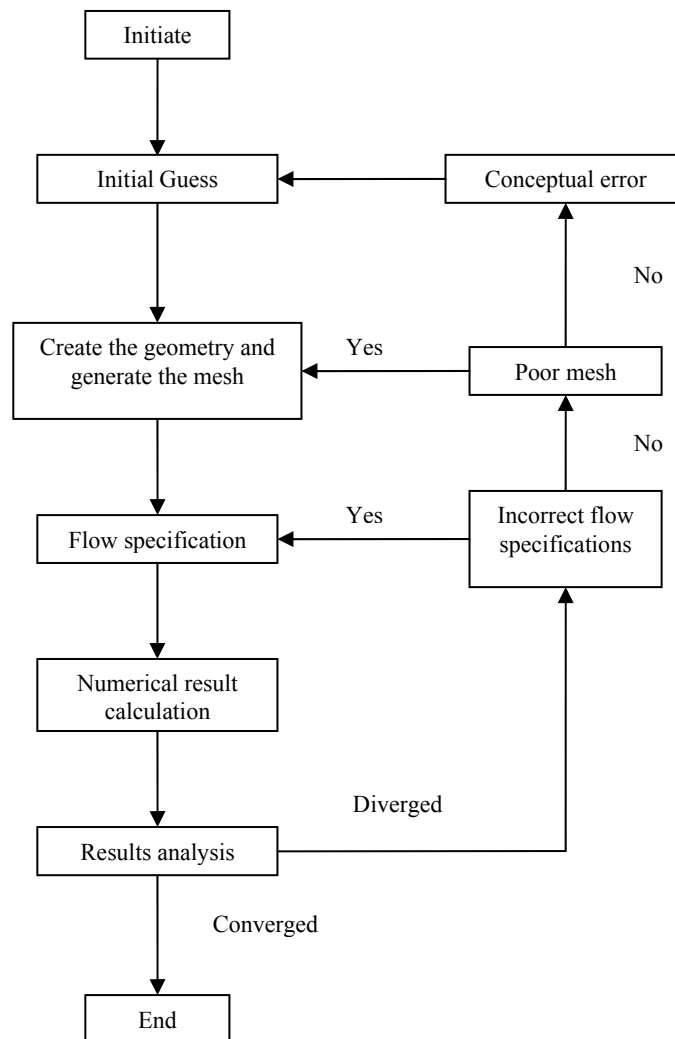 Initiate
Initial Guess
Conceptual error
No
Create the geometry and
generate the mesh
Yes
Poor mesh
No
Flow specification
Yes
Incorrect flow
specifications
Numerical result
calculation
Diverged
Results analysis
Converged
End